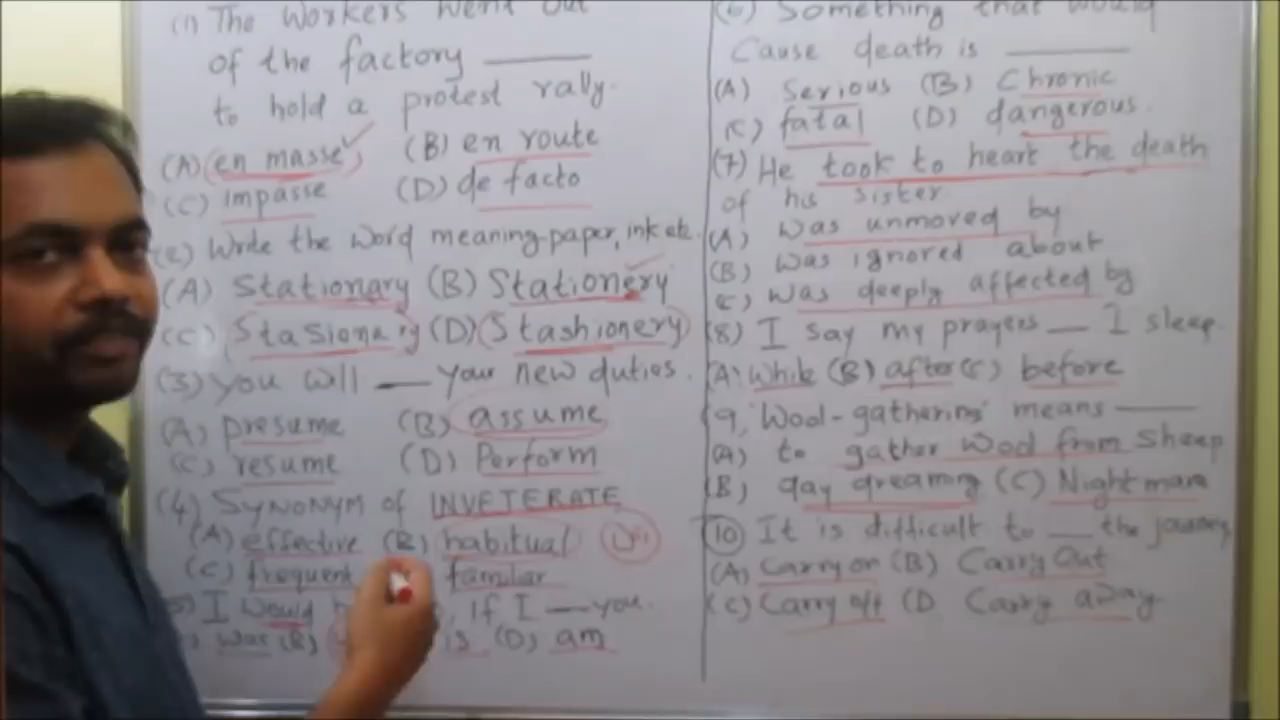 (1) The Workers Went out
of the factory ______
to hold a protest rally.
(A) en masse (B) en route
(C) impasse (D) de facto
(2) Write the Word meaning-paper, ink etc.
(A) Stationary (B) Stationery
(C) Stasionary (D) Stashionery
(3) You will ___ your new duties.
(A) presume (B) assume
(C) resume (D) Perform
(4) Synonym of INVETERATE
(A) effective (B) habitual
(C) frequent familiar
I Would if I ___ you.
was (B) is (D) am
(6) Something that would
Cause death is ______
(A) Serious (B) Chronic
(C) fatal (D) dangerous.
(7) He took to heart the death
of his sister
(A) was unmoved by
(B) was ignored about
(C) was deeply affected by
(8) I say my prayers ___ I sleep.
(A) While (B) after (C) before
(9) 'Wool-gathering' means ____
(A) to gather Wool from Sheep
(B) day dreaming (C) Nightmare
(10) It is difficult to ___ the journey
(A) Carry on (B) Carry Out
(C) Carry off (D Carry away